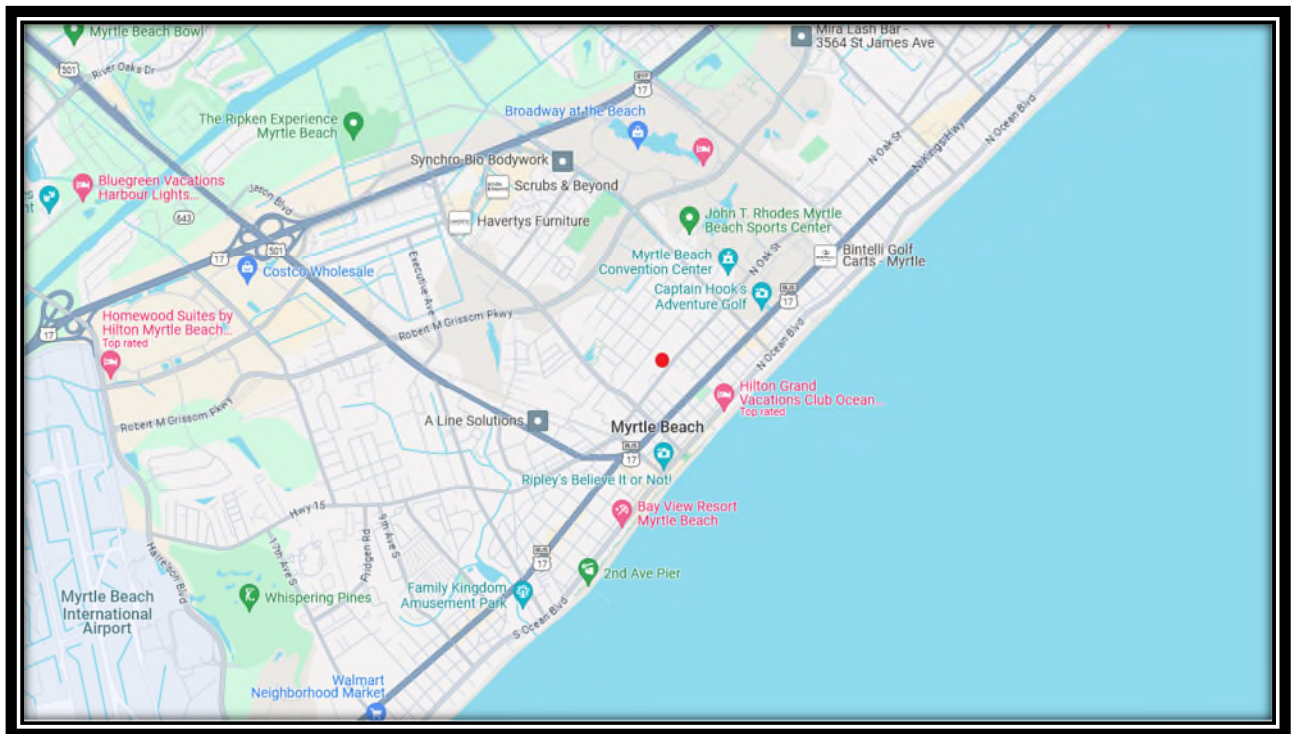 Myrtle Beach Bowl
Mira Lash Bar -
3564 St James Ave
501
River Oaks Dr
BYP
17
The Ripken Experience
Myrtle Beach
Broadway at the Beach
N Ocean Blvd
N Oak St
N Kings Hwy
Synchro-Bio Bodywork
Scrubs & Beyond
Bluegreen Vacations
Harbour Lights...
643
Havertys Furniture
John T. Rhodes Myrtle
Beach Sports Center
17
501
Costco Wholesale
Executive Ave
Myrtle Beach
Convention Center
N Oak St
Bintelli Golf
Carts - Myrtle
Captain Hook's
Adventure Golf
BUS
17
Homewood Suites by
Hilton Myrtle Beach...
Top rated
17
Robert M Grissom Pkwy
N Ocean Blvd
Hilton Grand
Vacations Club Ocean...
Top rated
Robert M Grissom Pkwy
A Line Solutions
Myrtle Beach
BUS
17
Ripley's Believe It or Not!
Hwy 15
Bay View Resort
Myrtle Beach
9th Ave S
Pridgen Rd
17th Ave S
BUS
17
2nd Ave Pier
Family Kingdom
Amusement Park
Whispering Pines
Myrtle Beach
International
Airport
S Ocean Blvd
Walmart
Neighborhood Market